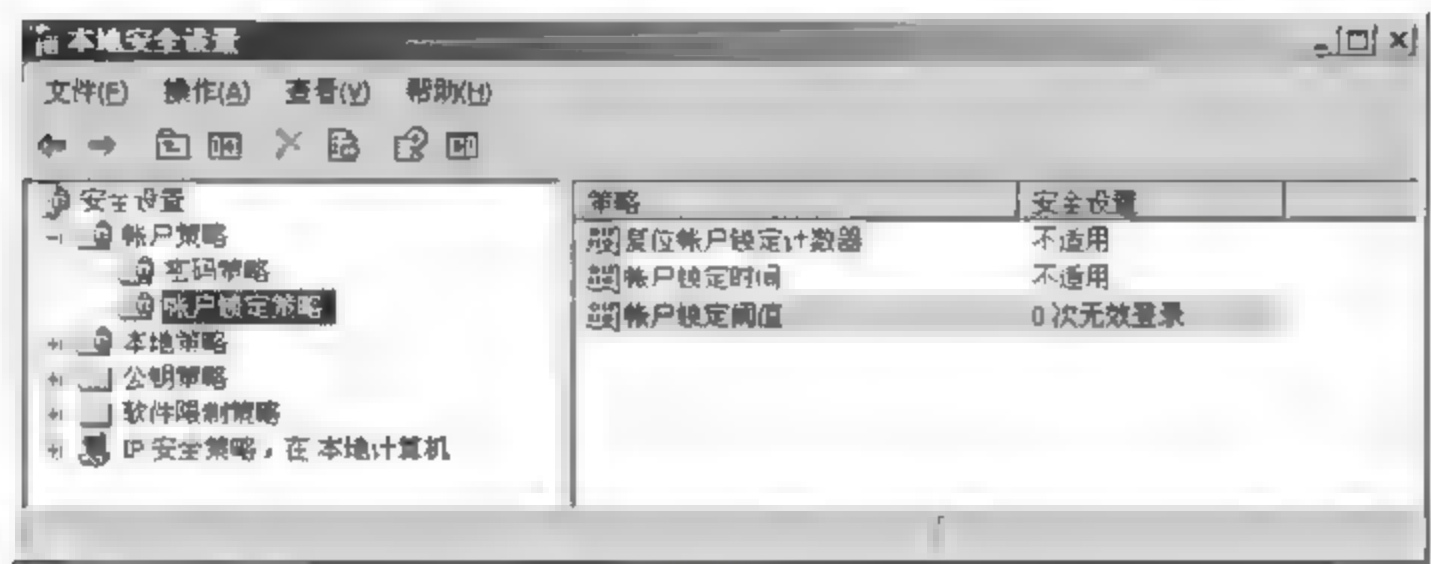 本地安全设置
文件(F) 操作(A) 查看(V) 帮助(H)
安全设置
帐户策略
密码策略
帐户锁定策略
本地策略
公钥策略
软件限制策略
IP 安全策略，在 本地计算机
策略 安全设置
复位帐户锁定计数器 不适用
帐户锁定时间 不适用
帐户锁定阈值 0 次无效登录